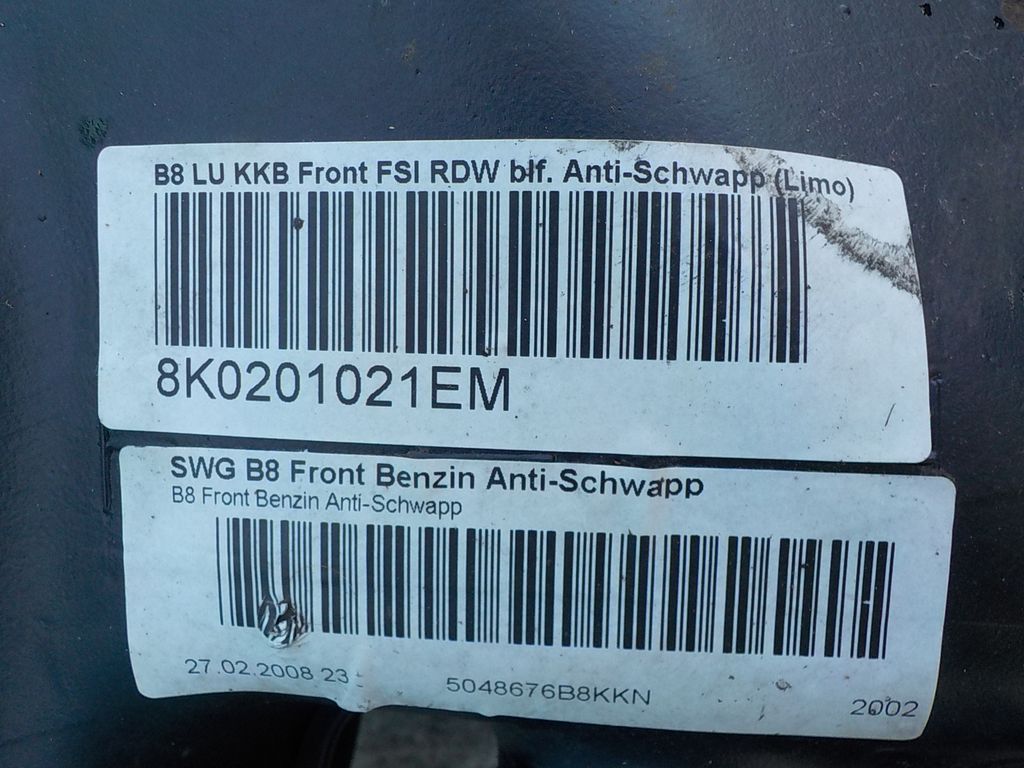 B8 LU KKB Front FSI RDW blf. Anti-Schwapp (Limo)
8K0201021EM
SWG B8 Front Benzin Anti-Schwapp
B8 Front Benzin Anti-Schwapp
27.02.2008 23:
5048676B8KKN
2002